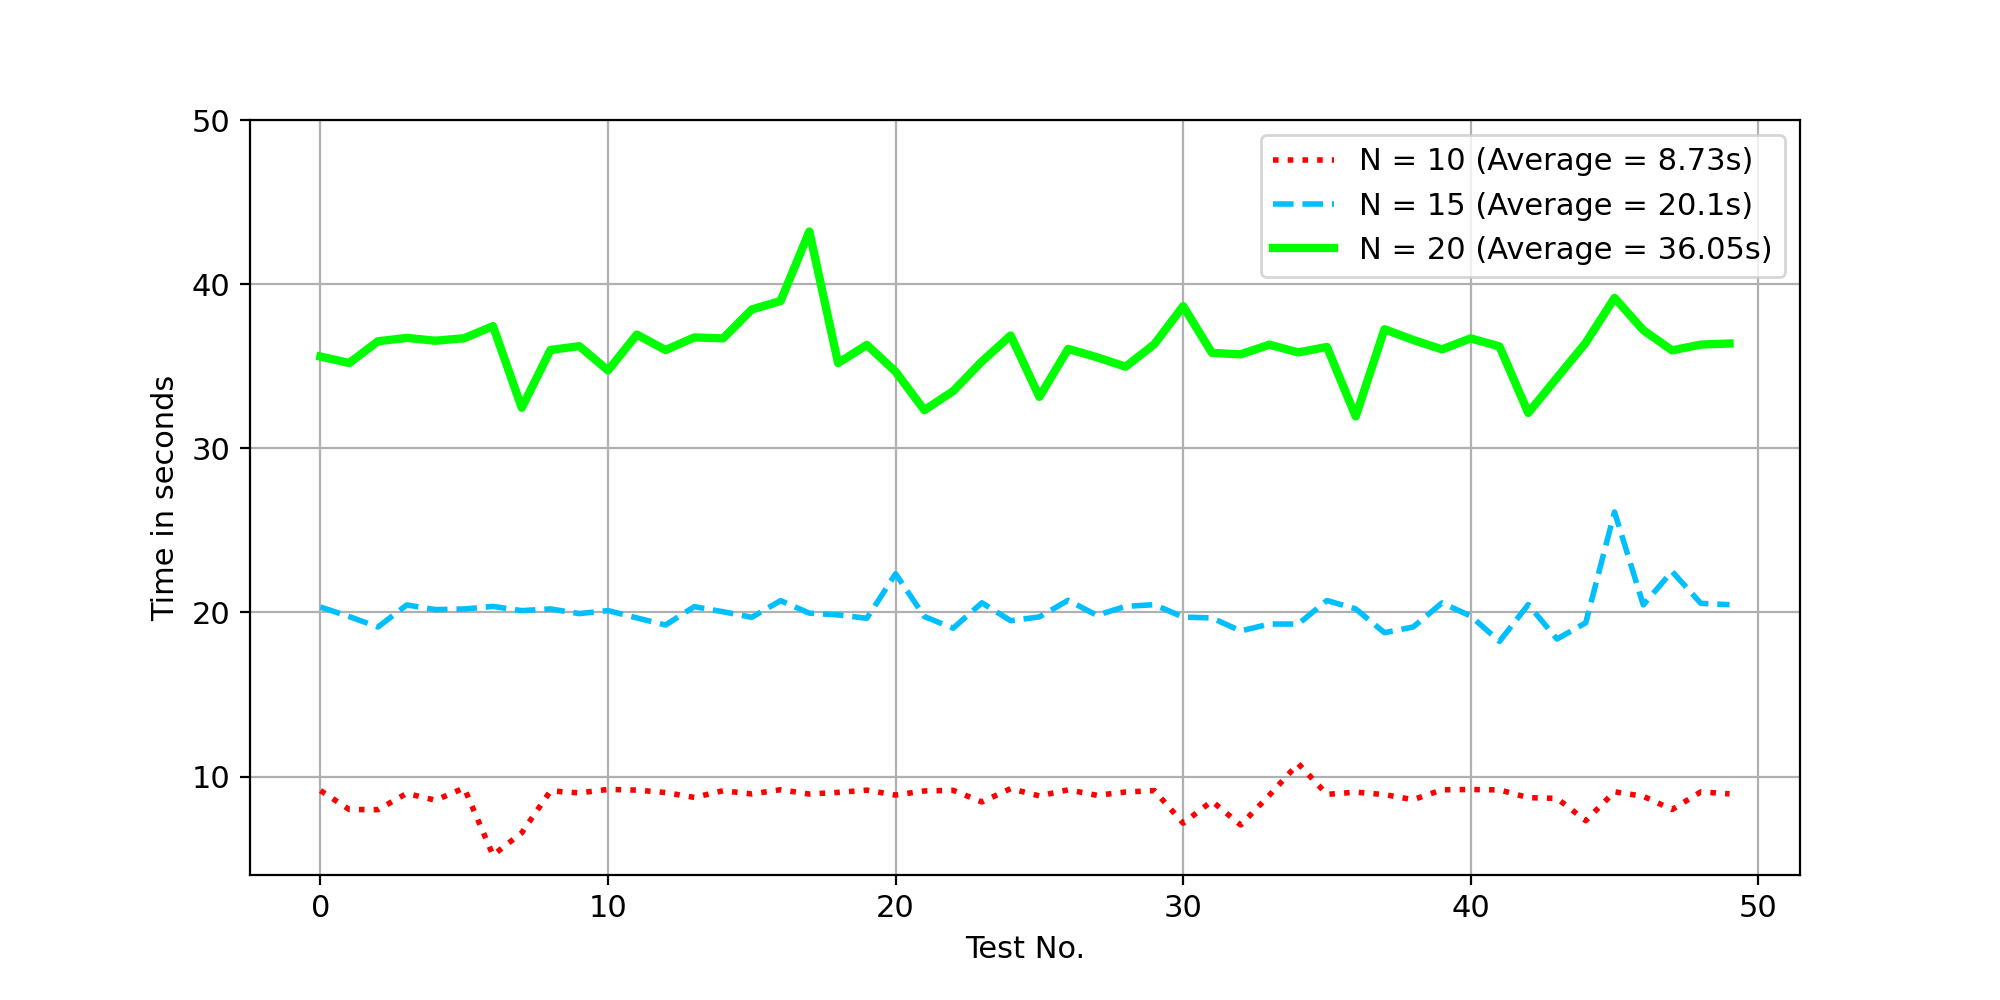 50
40
30
20
10
Time in seconds
N = 10 (Average = 8.73s)
N = 15 (Average = 20.1s)
N = 20 (Average = 36.05s)
0 10 20 30 40 50
Test No.